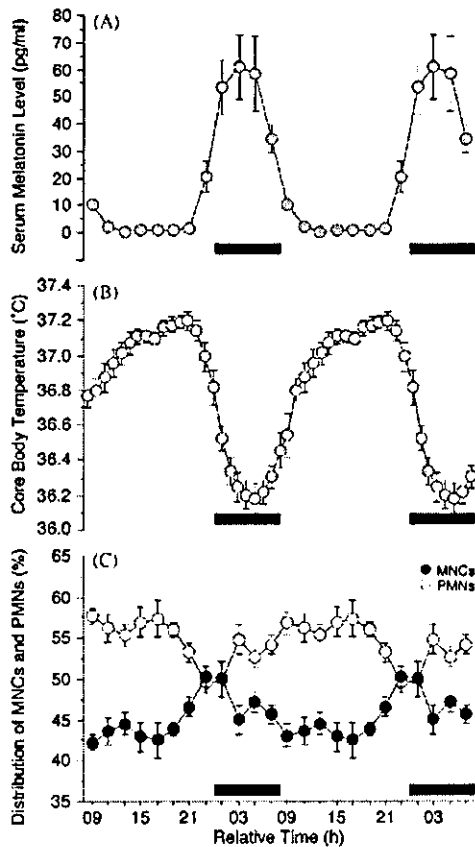 (A)
Serum Melatonin Level (pg/ml)
80
70
60
50
40
30
20
10
0
(B)
Core Body Temperature (°C)
37.4
37.2
37.0
36.8
36.6
36.4
36.2
36.0
(C)
MNCs
PMNs
Distribution of MNCs and PMNs (%)
65
60
55
50
45
40
35
09 15 21 03 09 15 21 03
Relative Time (h)